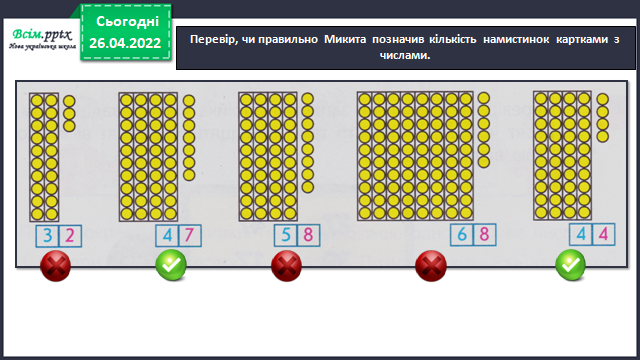 Всім.pptx
Нова українська школа
Сьогодні
26.04.2022
Перевір, чи правильно Микита позначив кількість намистинок картками з
числами.
3 2
4 7
5 8
6 8
4 4